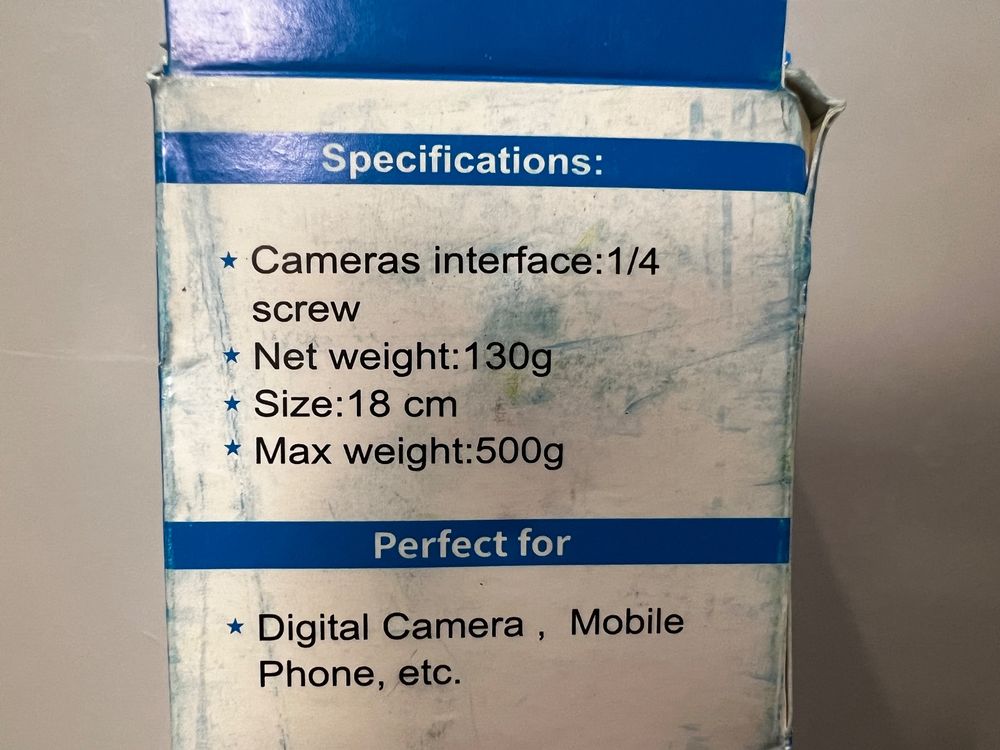 Specifications:
★ Cameras interface:1/4
screw
★ Net weight:130g
★ Size:18 cm
★ Max weight:500g
Perfect for
★ Digital Camera , Mobile
Phone, etc.